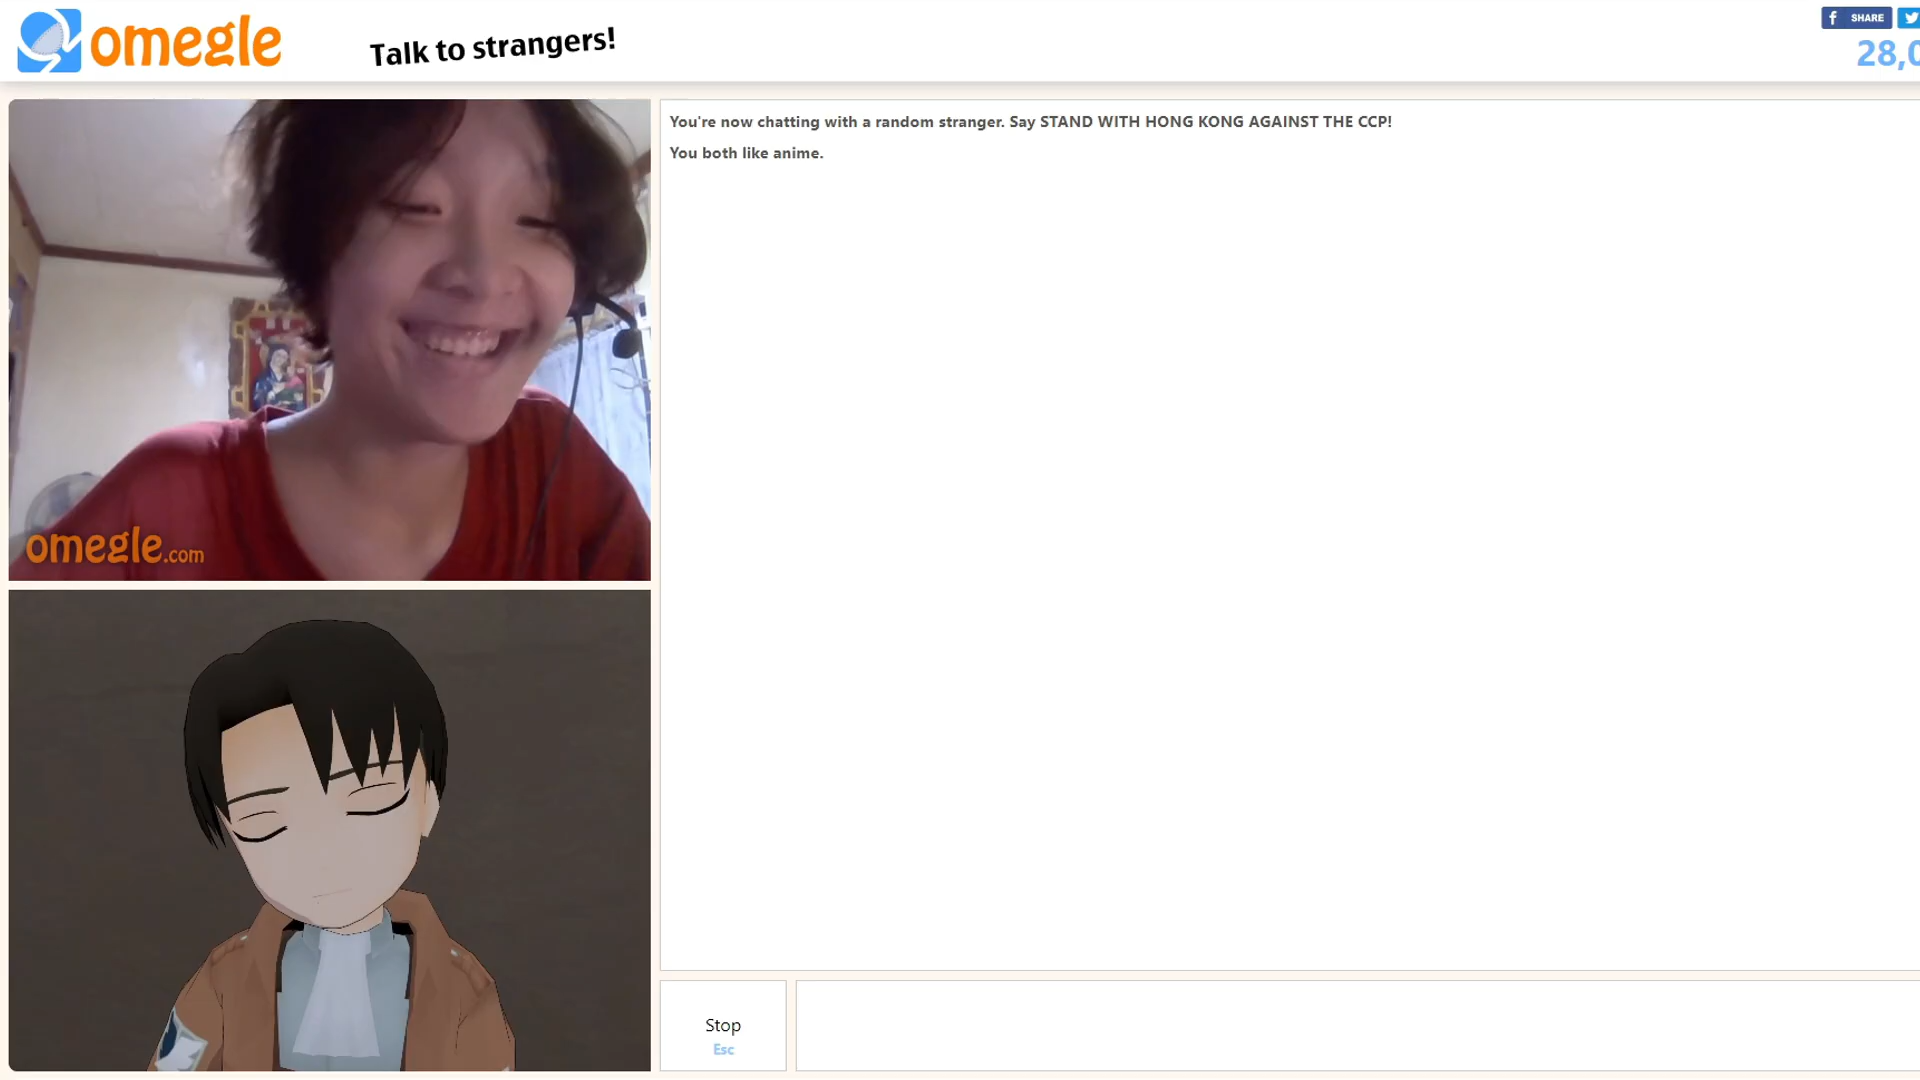 omegle
Talk to strangers!
f SHARE
28,0
You're now chatting with a random stranger. Say STAND WITH HONG KONG AGAINST THE CCP!
You both like anime.
omegle.com
Stop
Esc